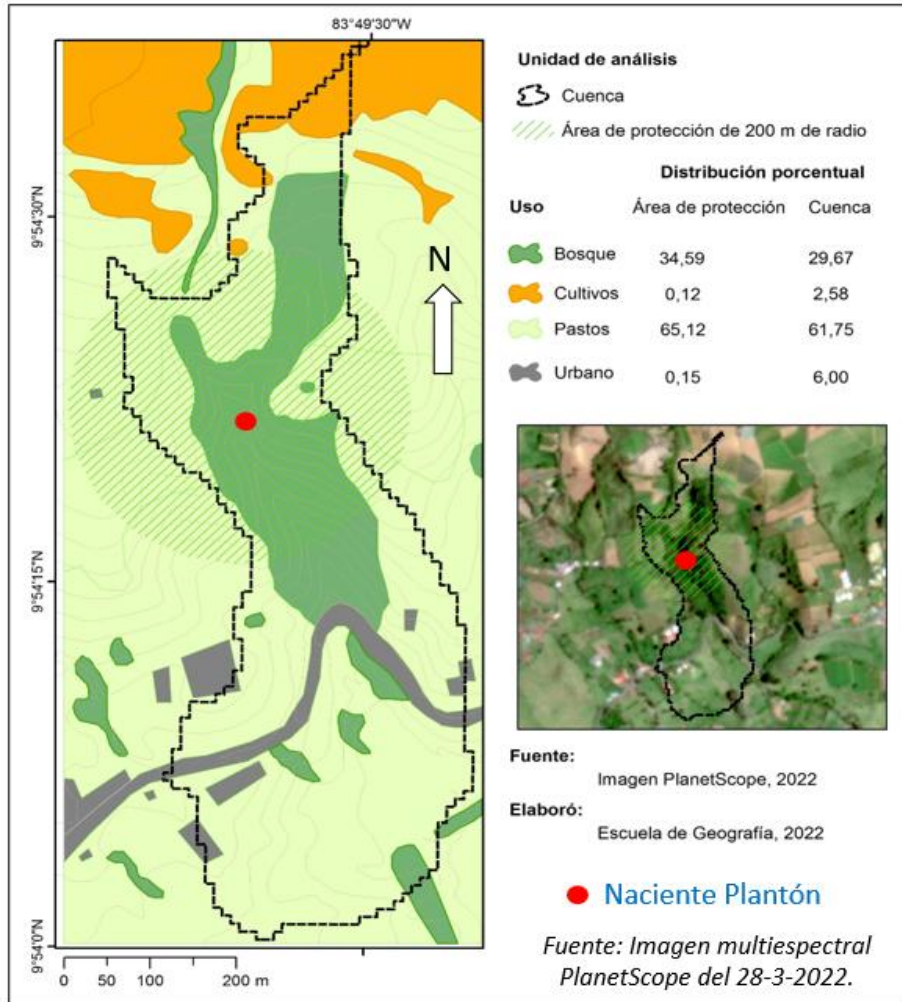 83°49'30"W
9°54'30"N
9°54'15"N
9°54'0"N
N
0 50 100 200 m
Unidad de análisis
Cuenca
Área de protección de 200 m de radio
Distribución porcentual
Uso Área de protección Cuenca
Bosque 34,59 29,67
Cultivos 0,12 2,58
Pastos 65,12 61,75
Urbano 0,15 6,00
Fuente:
Imagen PlanetScope, 2022
Elaboró:
Escuela de Geografía, 2022
Naciente Plantón
Fuente: Imagen multiespectral
PlanetScope del 28-3-2022.